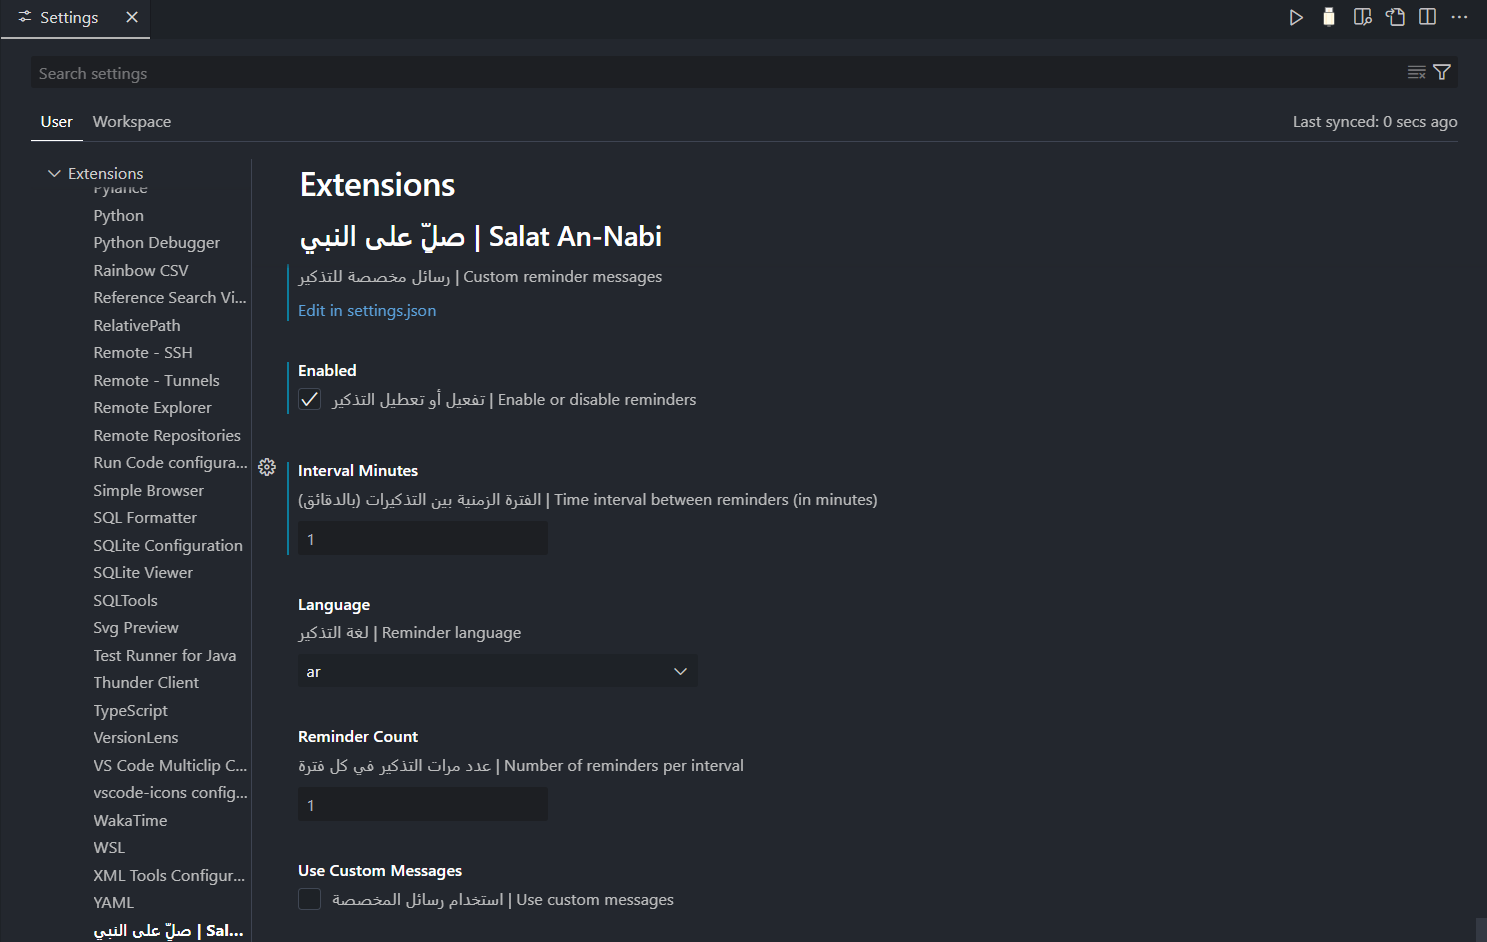 Settings
Search settings
User
Workspace
Last synced: 0 secs ago
Extensions
Pylance
Python
Python Debugger
Rainbow CSV
Reference Search Vi...
RelativePath
Remote - SSH
Remote - Tunnels
Remote Explorer
Remote Repositories
Run Code configura...
Simple Browser
SQL Formatter
SQLite Configuration
SQLite Viewer
SQLTools
Svg Preview
Test Runner for Java
Thunder Client
TypeScript
VersionLens
VS Code Multiclip C...
vscode-icons config...
WakaTime
WSL
XML Tools Configur...
YAML
صلّ على النبي | Sal...
Extensions
صلّ على النبي | Salat An-Nabi
رسائل مخصصة للتذكير | Custom reminder messages
Edit in settings.json
Enabled
تفعيل أو تعطيل التذكير | Enable or disable reminders
Interval Minutes
الفترة الزمنية بين التذكيرات (بالدقائق) | Time interval between reminders (in minutes)
1
Language
لغة التذكير | Reminder language
ar
Reminder Count
عدد مرات التذكير في كل فترة | Number of reminders per interval
1
Use Custom Messages
استخدام رسائل المخصصة | Use custom messages